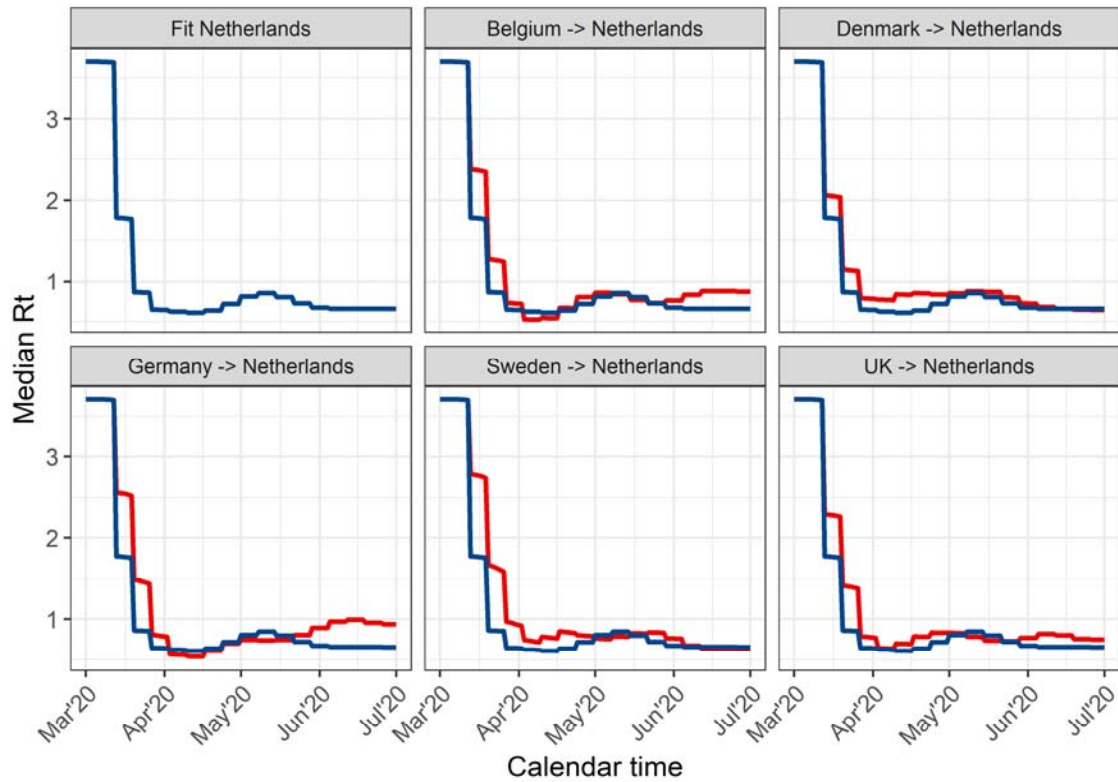 Fit Netherlands
Belgium -> Netherlands
Denmark -> Netherlands
3
2
1
Germany -> Netherlands
Sweden -> Netherlands
UK -> Netherlands
3
2
1
Median Rt
Mar'20
Apr'20
May'20
Jun'20
Jul'20
Mar'20
Apr'20
May'20
Jun'20
Jul'20
Mar'20
Apr'20
May'20
Jun'20
Jul'20
Calendar time